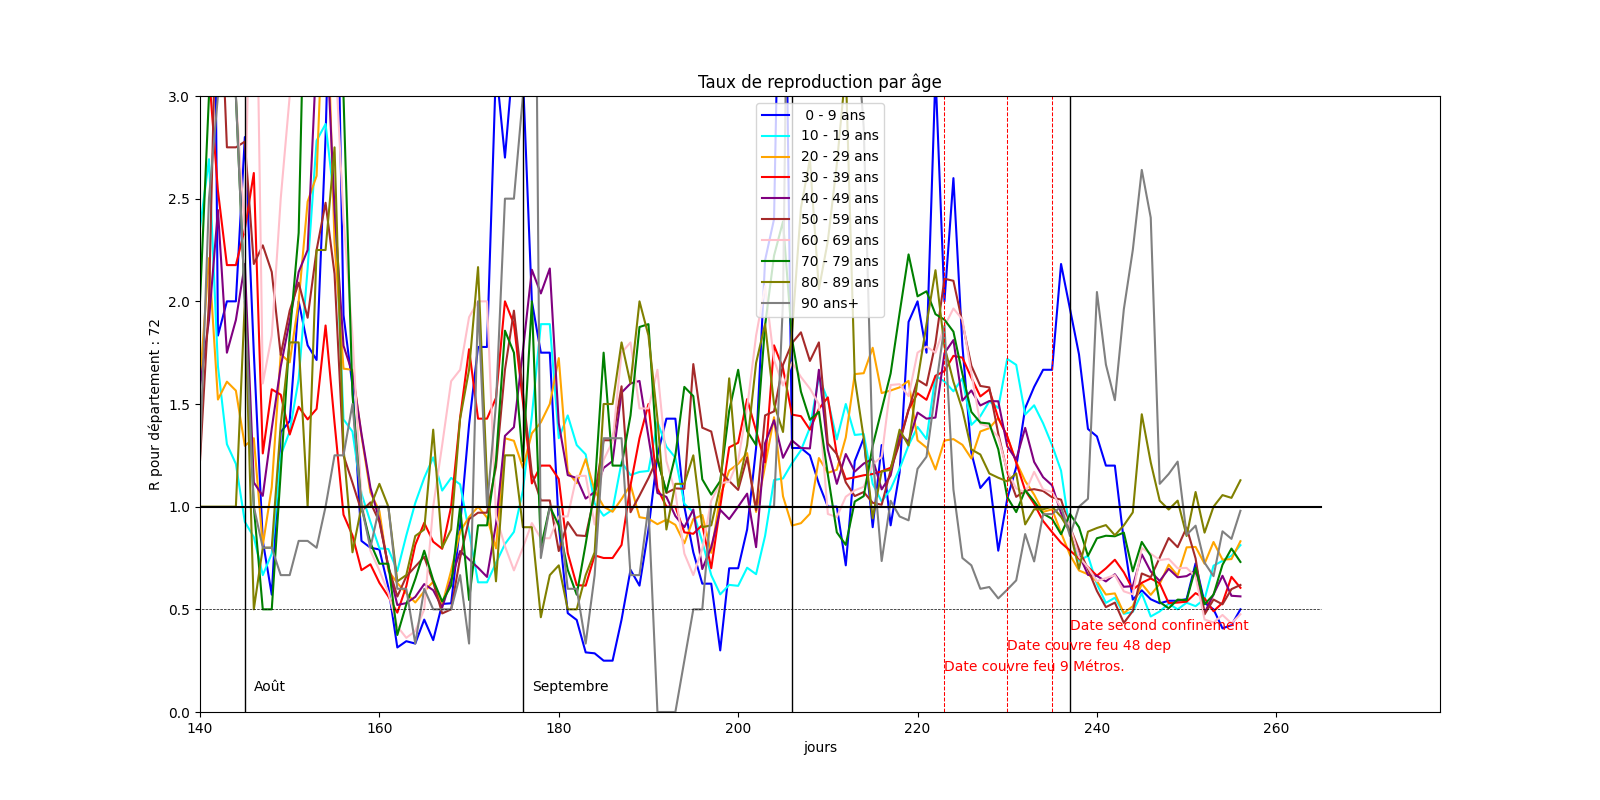 Taux de reproduction par âge
3.0
2.5
2.0
1.5
1.0
0.5
0.0
R pour département : 72
0 - 9 ans
10 - 19 ans
20 - 29 ans
30 - 39 ans
40 - 49 ans
50 - 59 ans
60 - 69 ans
70 - 79 ans
80 - 89 ans
90 ans+
Date second confinement
Date couvre feu 48 dep
Date couvre feu 9 Métros.
Août
Septembre
140
160
180
200
220
240
260
jours